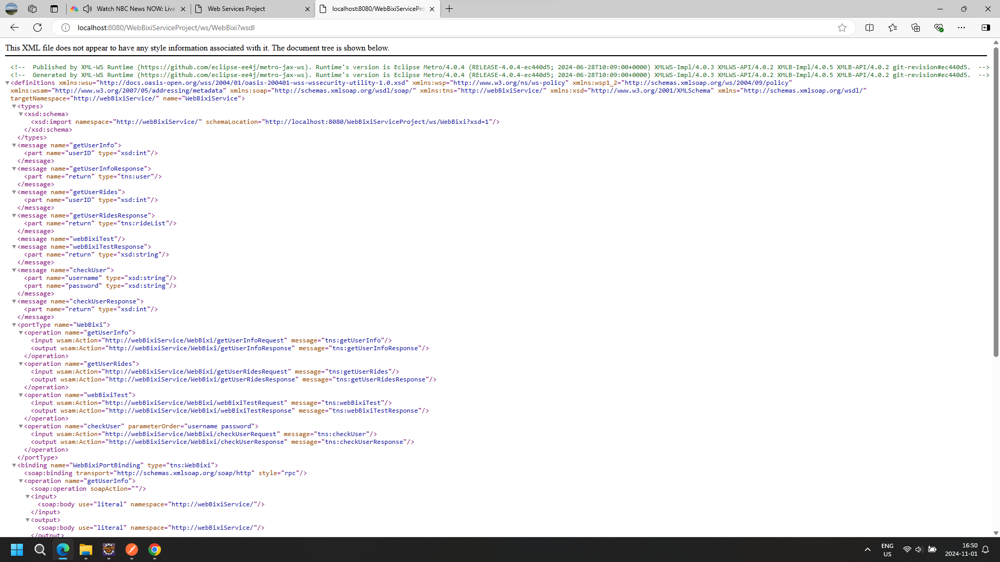 Watch NBC News NOW: Live
Web Services Project
localhost:8080/WebBixiServicePro
localhost:8080/WebBixiServiceProject/ws/WebBixi?wsdl
This XML file does not appear to have any style information associated with it. The document tree is shown below.
<!-- Published by XML-WS Runtime (https://github.com/eclipse-ee4j/metro-jax-ws). Runtime's version is Eclipse Metro/4.0.4 (RELEASE-4.0.4-ec440d5; 2024-06-28T10:09:00+0000) XMLWS-Impl/4.0.3 XMLWS-API/4.0.2 XMLB-Impl/4.0.5 XMLB-API/4.0.2 git-revision#ec440d5. -->
<!-- Generated by XML-WS Runtime (https://github.com/eclipse-ee4j/metro-jax-ws). Runtime's version is Eclipse Metro/4.0.4 (RELEASE-4.0.4-ec440d5; 2024-06-28T10:09:00+0000) XMLWS-Impl/4.0.3 XMLWS-API/4.0.2 XMLB-Impl/4.0.5 XMLB-API/4.0.2 git-revision#ec440d5. -->
<definitions xmlns:wsu="http://docs.oasis-open.org/wss/2004/01/oasis-200401-wss-wssecurity-utility-1.0.xsd" xmlns:wsp="http://www.w3.org/ns/ws-policy" xmlns:wsp1_2="http://schemas.xmlsoap.org/ws/2004/09/policy"
xmlns:wsam="http://www.w3.org/2007/05/addressing/metadata" xmlns:soap="http://schemas.xmlsoap.org/wsdl/soap/" xmlns:tns="http://webBixiService/" xmlns:xsd="http://www.w3.org/2001/XMLSchema" xmlns="http://schemas.xmlsoap.org/wsdl/"
targetNamespace="http://webBixiService/" name="WebBixiService">
<types>
<xsd:schema>
<xsd:import namespace="http://webBixiService/" schemaLocation="http://localhost:8080/WebBixiServiceProject/ws/WebBixi?xsd=1"/>
</xsd:schema>
</types>
<message name="getUserInfo">
<part name="userID" type="xsd:int"/>
</message>
<message name="getUserInfoResponse">
<part name="return" type="tns:user"/>
</message>
<message name="getUserRides">
<part name="userID" type="xsd:int"/>
</message>
<message name="getUserRidesResponse">
<part name="return" type="tns:rideList"/>
</message>
<message name="webBixiTest"/>
<message name="webBixiTestResponse">
<part name="return" type="xsd:string"/>
</message>
<message name="checkUser">
<part name="username" type="xsd:string"/>
<part name="password" type="xsd:string"/>
</message>
<message name="checkUserResponse">
<part name="return" type="xsd:int"/>
</message>
<portType name="WebBixi">
<operation name="getUserInfo">
<input wsam:Action="http://webBixiService/WebBixi/getUserInfoRequest" message="tns:getUserInfo"/>
<output wsam:Action="http://webBixiService/WebBixi/getUserInfoResponse" message="tns:getUserInfoResponse"/>
</operation>
<operation name="getUserRides">
<input wsam:Action="http://webBixiService/WebBixi/getUserRidesRequest" message="tns:getUserRides"/>
<output wsam:Action="http://webBixiService/WebBixi/getUserRidesResponse" message="tns:getUserRidesResponse"/>
</operation>
<operation name="webBixiTest">
<input wsam:Action="http://webBixiService/WebBixi/webBixiTestRequest" message="tns:webBixiTest"/>
<output wsam:Action="http://webBixiService/WebBixi/webBixiTestResponse" message="tns:webBixiTestResponse"/>
</operation>
<operation name="checkUser" parameterOrder="username password">
<input wsam:Action="http://webBixiService/WebBixi/checkUserRequest" message="tns:checkUser"/>
<output wsam:Action="http://webBixiService/WebBixi/checkUserResponse" message="tns:checkUserResponse"/>
</operation>
</portType>
<binding name="WebBixiPortBinding" type="tns:WebBixi">
<soap:binding transport="http://schemas.xmlsoap.org/soap/http" style="rpc"/>
<operation name="getUserInfo">
<soap:operation soapAction=""/>
<input>
<soap:body use="literal" namespace="http://webBixiService/"/>
</input>
<output>
<soap:body use="literal" namespace="http://webBixiService/"/>
</output>
ENG
US
16:50
2024-11-01